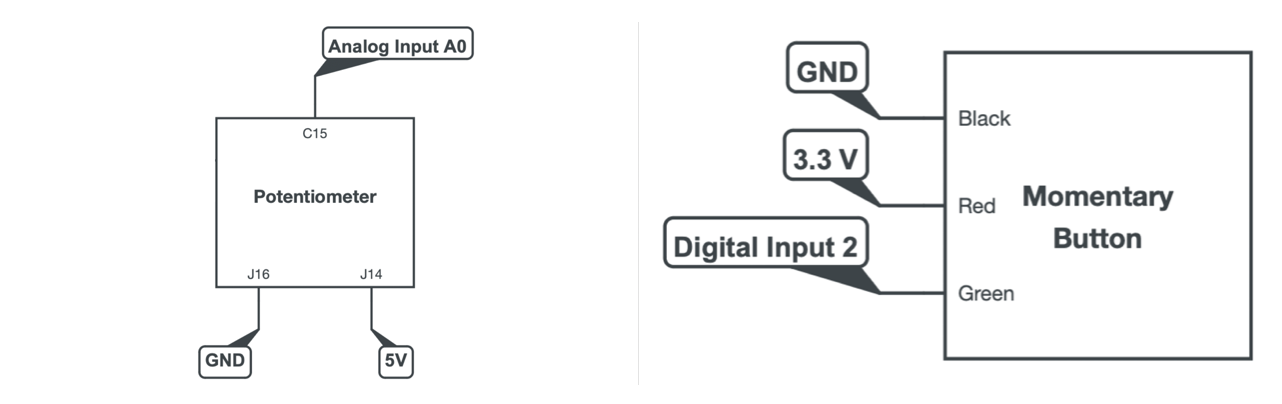 Analog Input A0
C15
Potentiometer
J16
J14
GND
5V
GND
Black
3.3 V
Red
Momentary
Button
Digital Input 2
Green